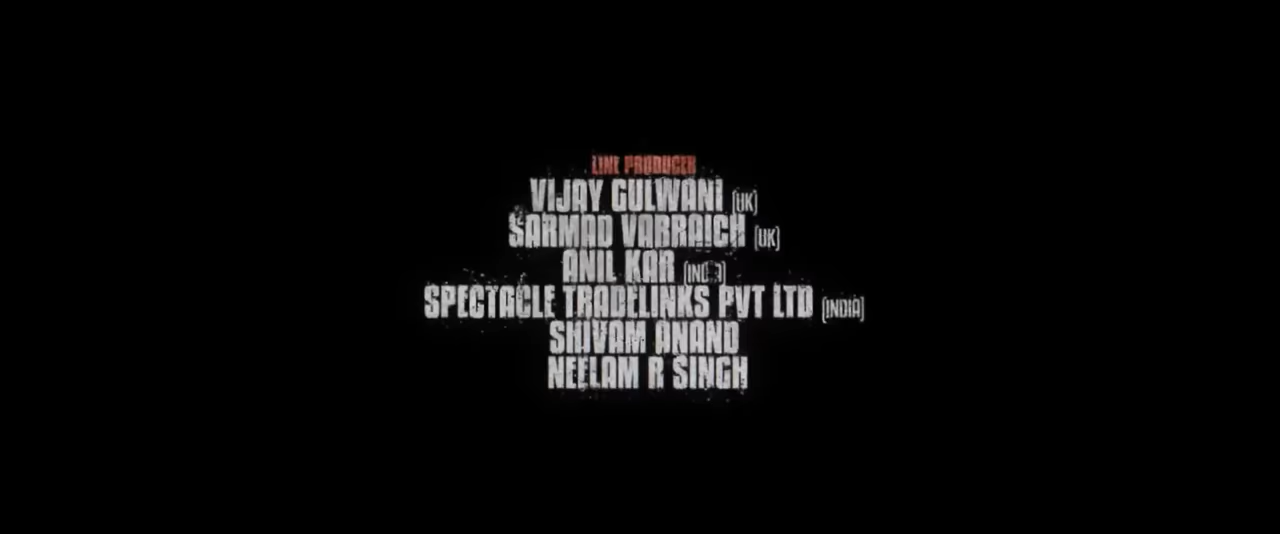 LINE PRODUCER
VIJAY GULWANI (UK)
SARMAD VARRAICH (UK)
ANIL KAR (INDIA)
SPECTACLE TRADELINKS PVT LTD (INDIA)
SHIVAM ANAND
NEELAM R SINGH